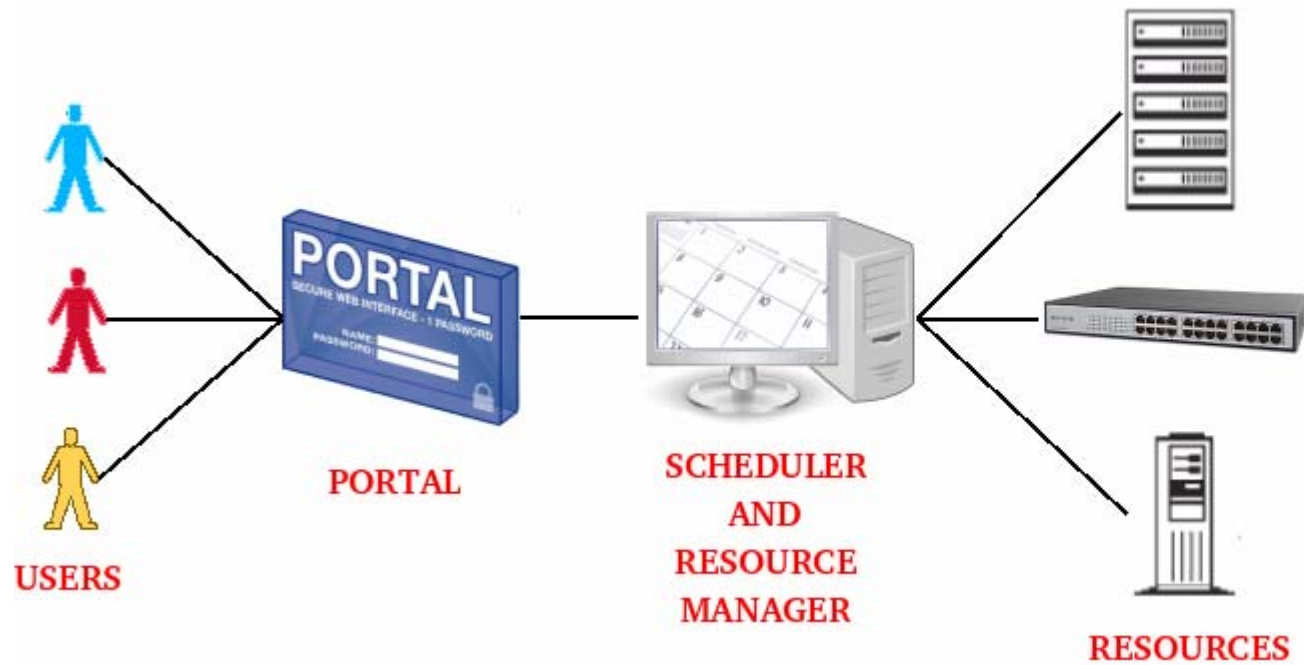 PORTAL
SECURE WEB INTERFACE - 1 PASSWORD
NAME:
PASSWORD:
USERS
PORTAL
SCHEDULER
AND
RESOURCE
MANAGER
RESOURCES